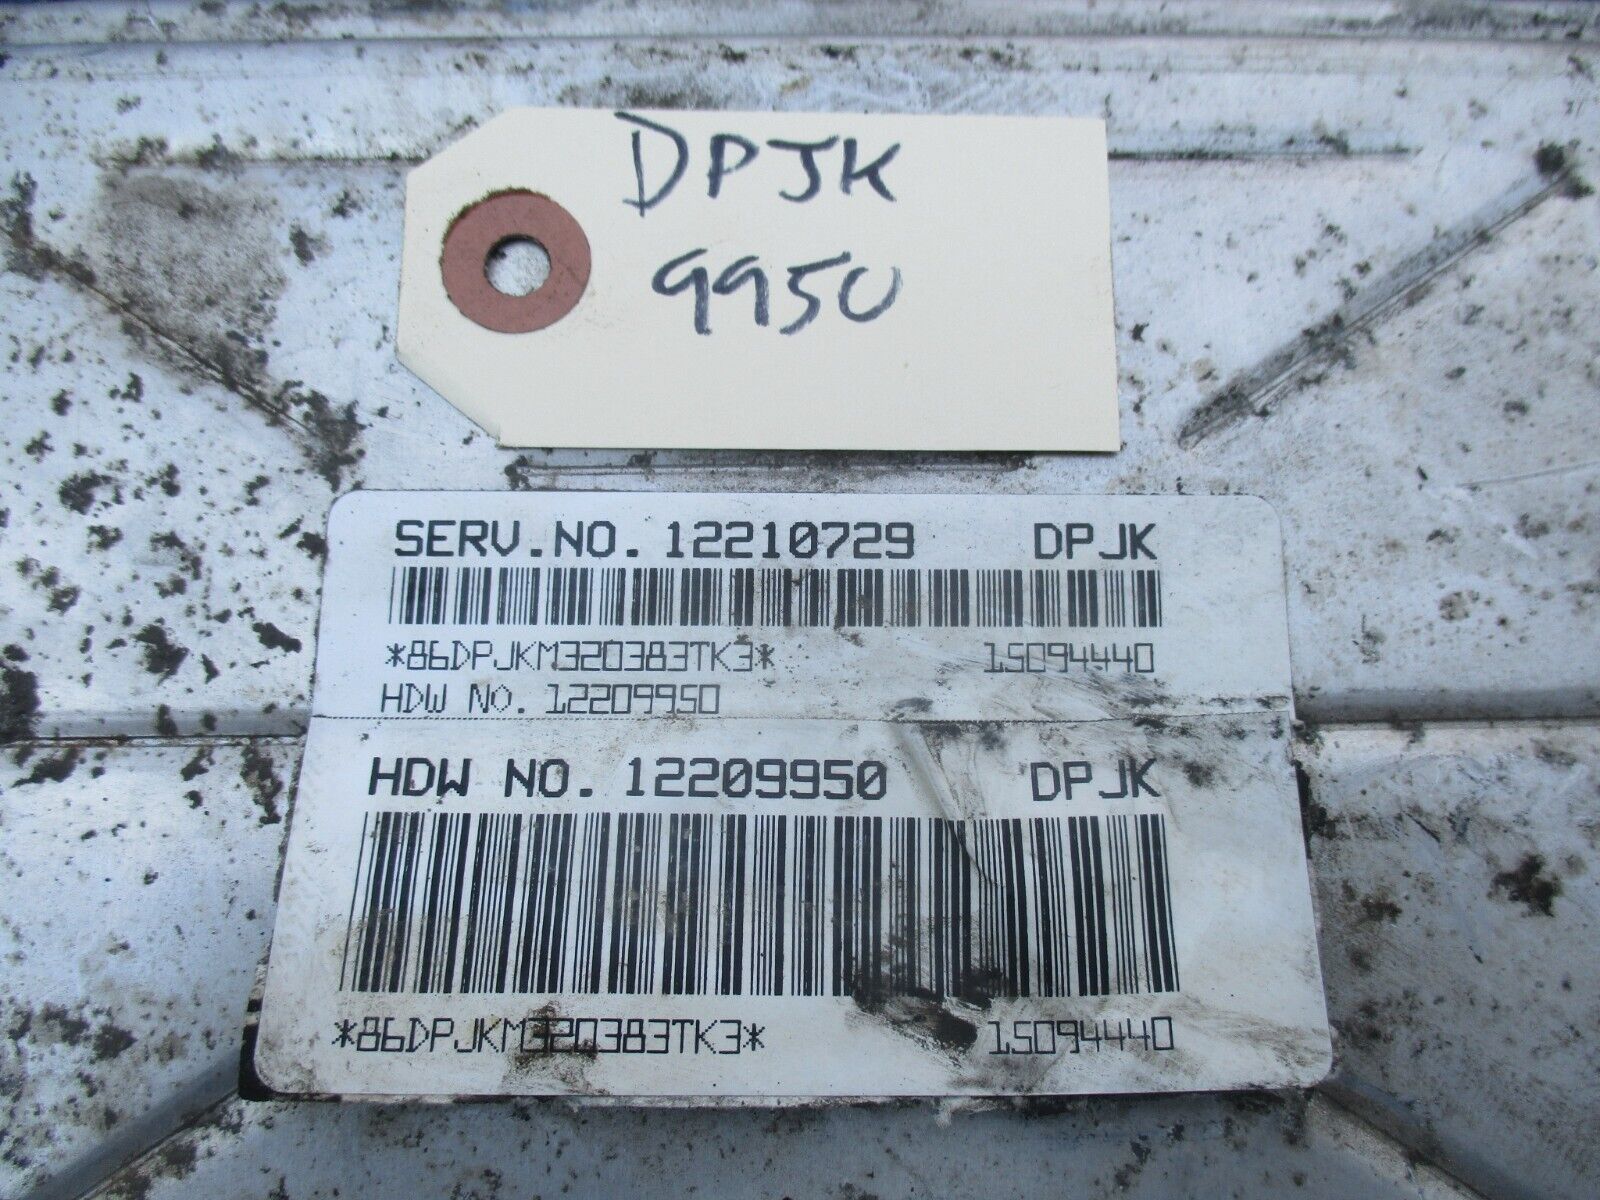 DPJK
9950
SERV.NO. 12210729 DPJK
*86DPJKM320383TK3* 15094440
HDW NO. 12209950
HDW NO. 12209950 DPJK
*86DPJKM320383TK3* 15094440